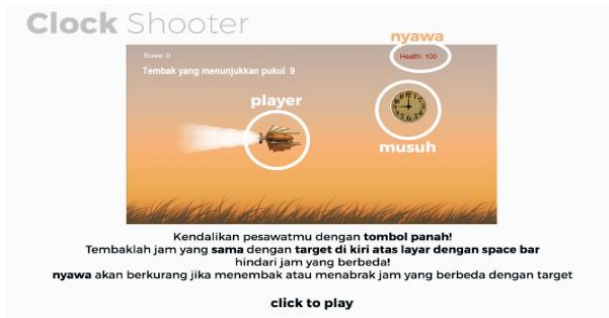 Clock Shooter
nyawa
Score: 0
Health: 100
Tembak yang menunjukkan pukul 9
player
musuh
Kendalikan pesawatmu dengan tombol panah!
Tembaklah jam yang sama dengan target di kiri atas layar dengan space bar
hindari jam yang berbeda!
nyawa akan berkurang jika menembak atau menabrak jam yang berbeda dengan target
click to play